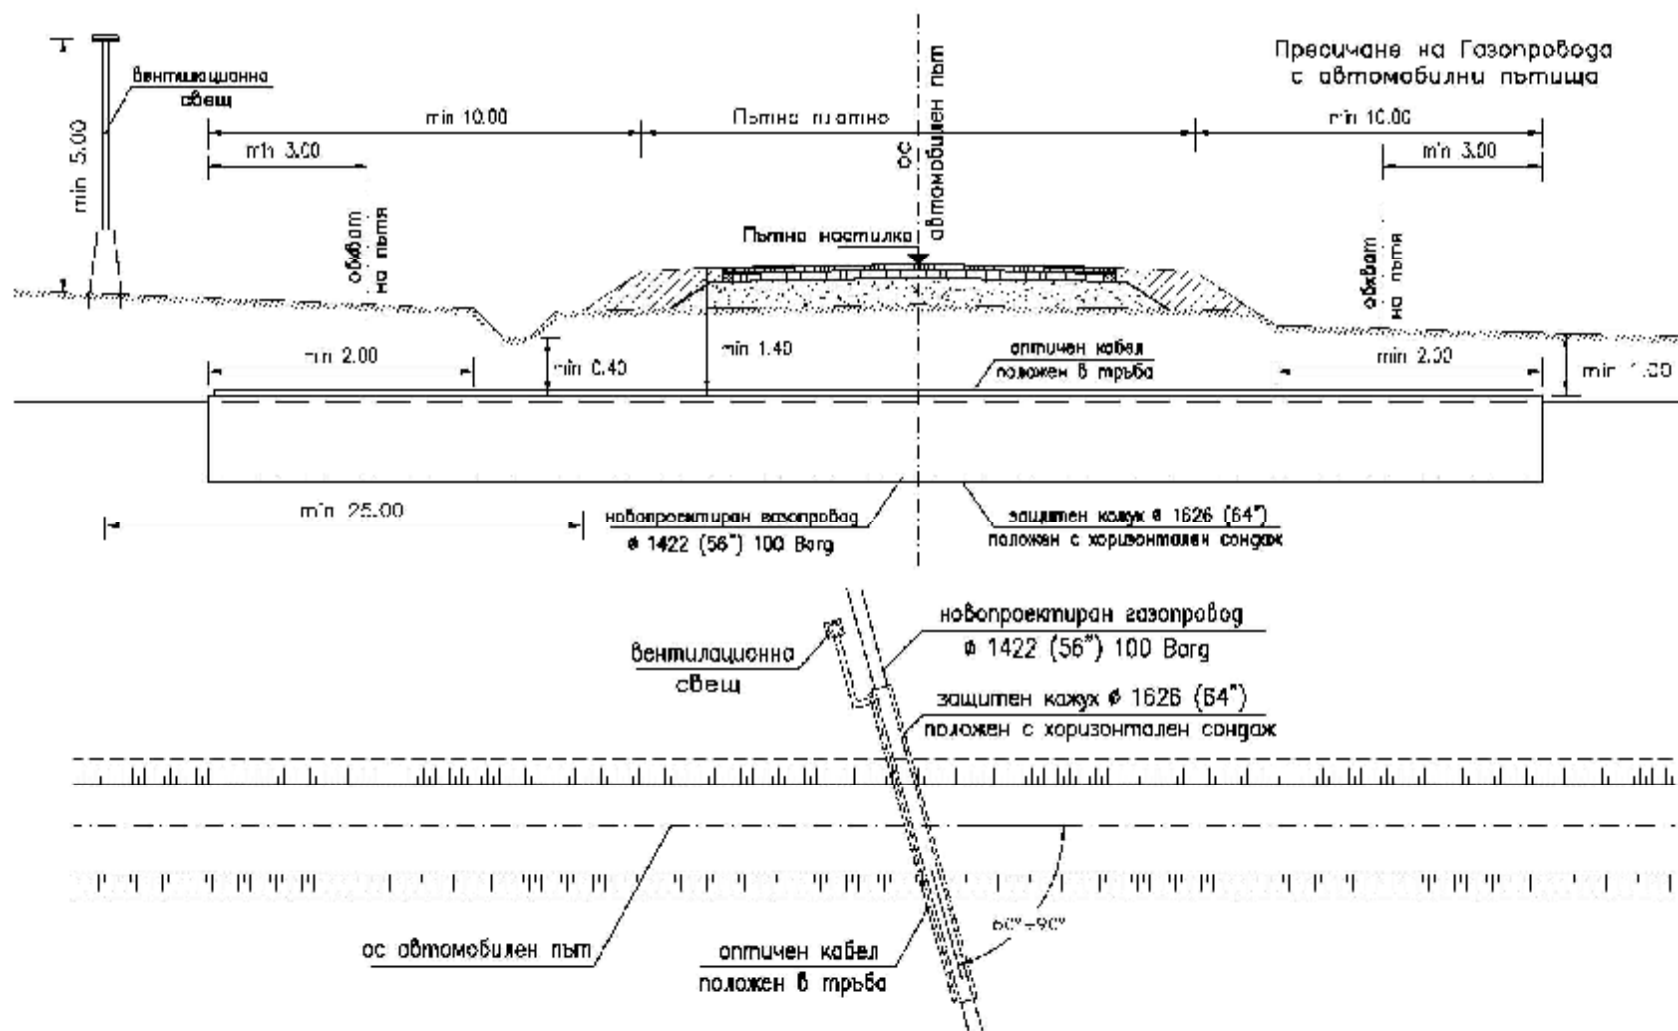 Пресичане на Газопровода
с автомобилни пътища
вентилационна
свещ
min 5.00
min 10.00
Пътно платно
min 10.00
min 3.00
min 3.00
ос
автомобилен път
обхват
на пътя
Пътна настилка
обхват
на пътя
min 2.00
min 0.40
min 1.40
оптичен кабел
положен в тръба
min 2.00
min 1.00
min 25.00
новопроектиран газопровод
ø 1422 (56") 100 Barg
защитен кожух ø 1626 (64")
положен с хоризонтален сондаж
вентилационна
свещ
новопроектиран газопровод
ø 1422 (56") 100 Barg
защитен кожух ø 1626 (64")
положен с хоризонтален сондаж
ос автомобилен път
оптичен кабел
положен в тръба
60°-90°